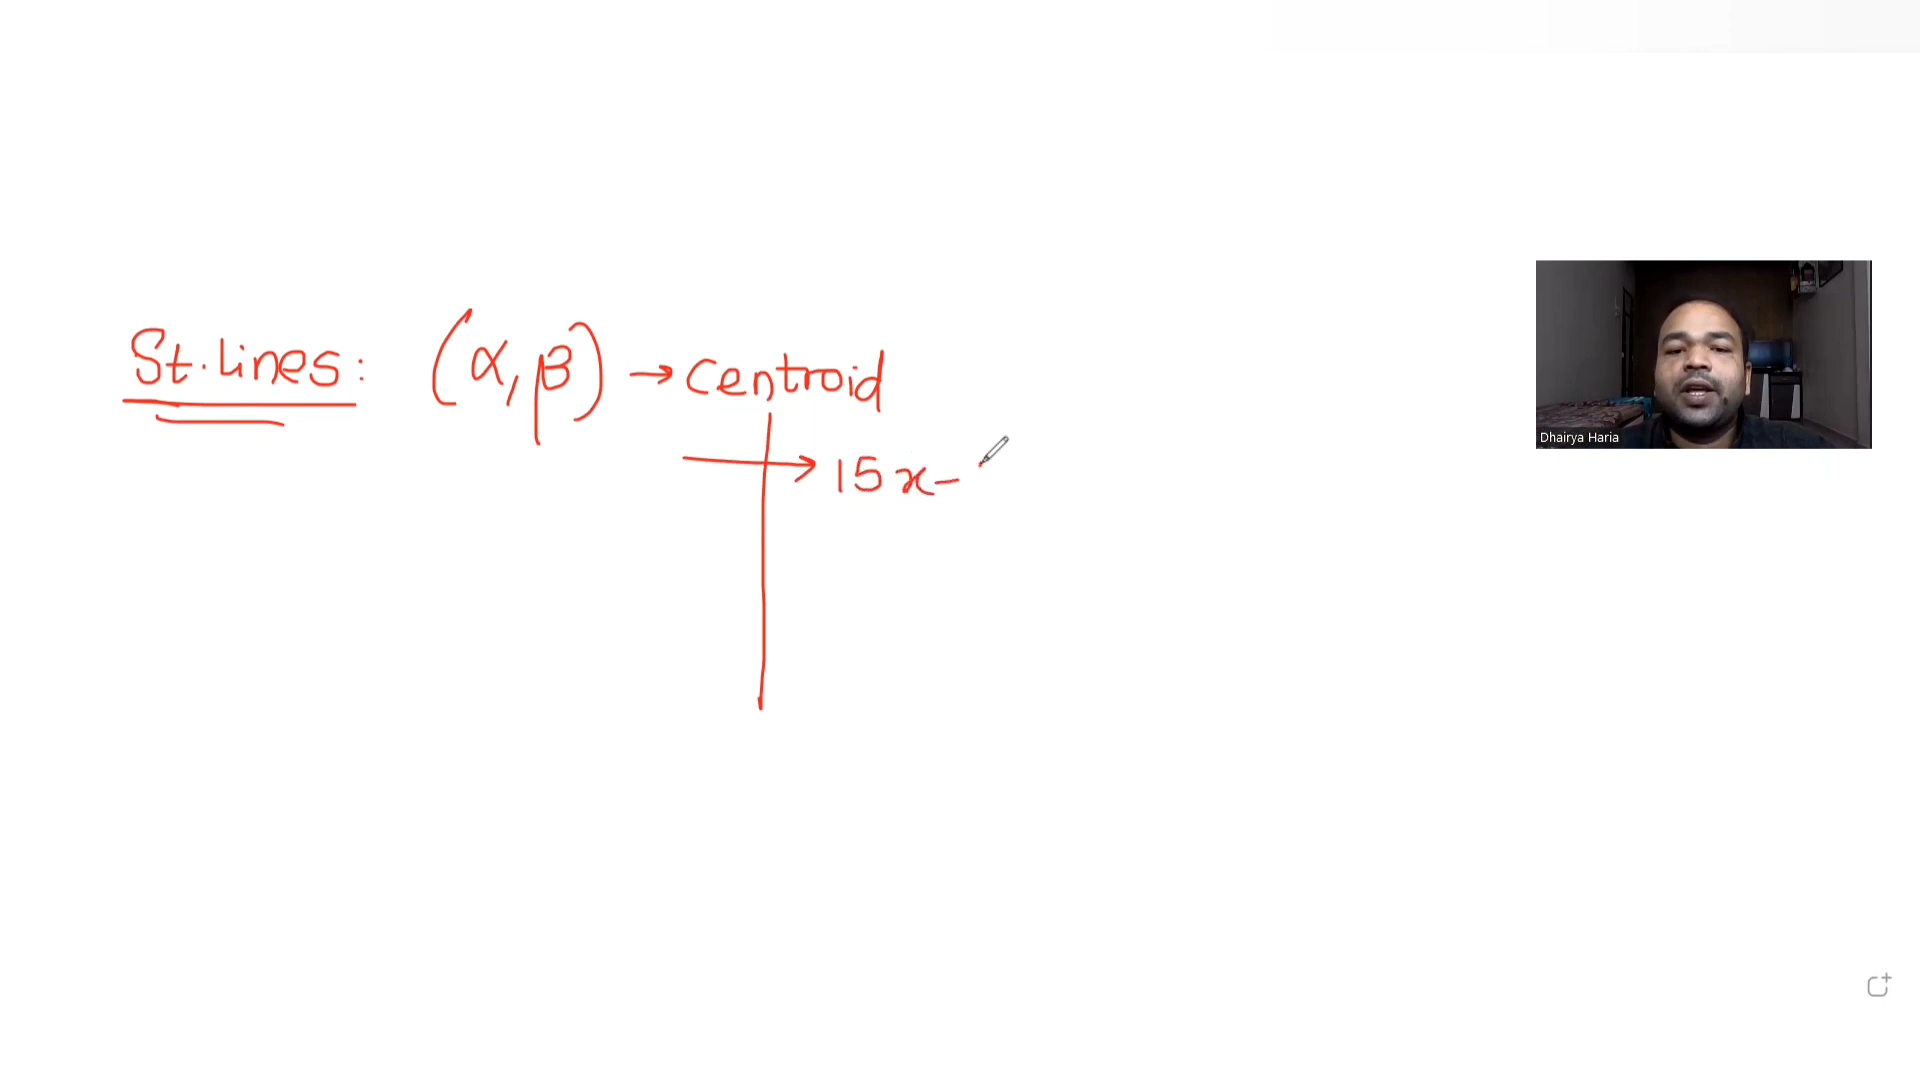 St. Lines: (α, β) → Centroid
→ 15x-
Dhairya Haria